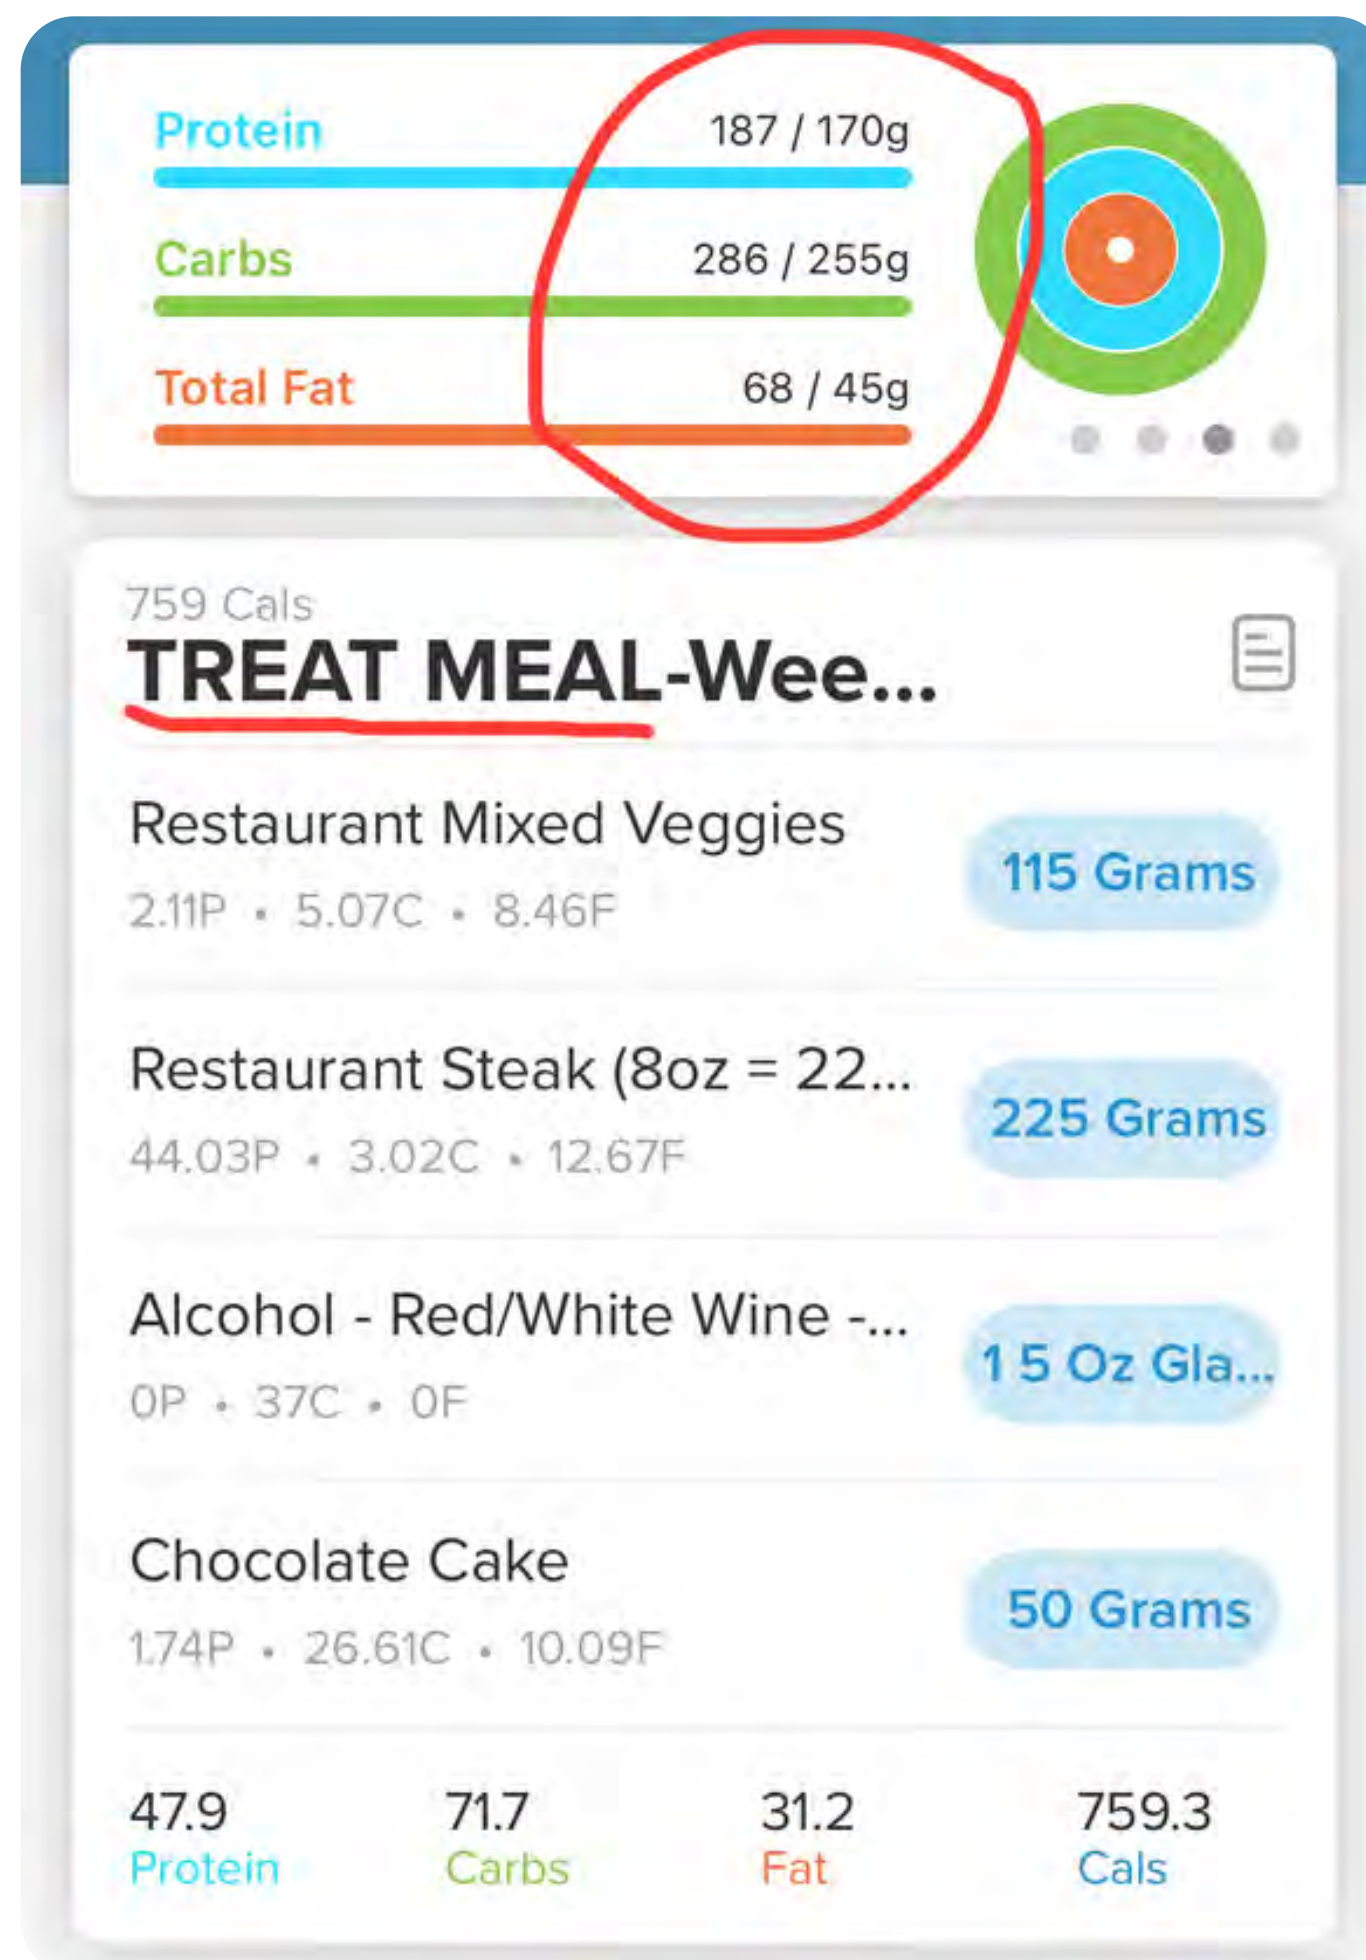 Protein 187 / 170g
Carbs 286 / 255g
Total Fat 68 / 45g
759 Cals
TREAT MEAL-Wee...
Restaurant Mixed Veggies
115 Grams
2.11P • 5.07C • 8.46F
Restaurant Steak (8oz = 22...
225 Grams
44.03P • 3.02C • 12.67F
Alcohol - Red/White Wine -...
1 5 Oz Gla...
0P • 37C • 0F
Chocolate Cake
50 Grams
1.74P • 26.61C • 10.09F
47.9 71.7 31.2 759.3
Protein Carbs Fat Cals